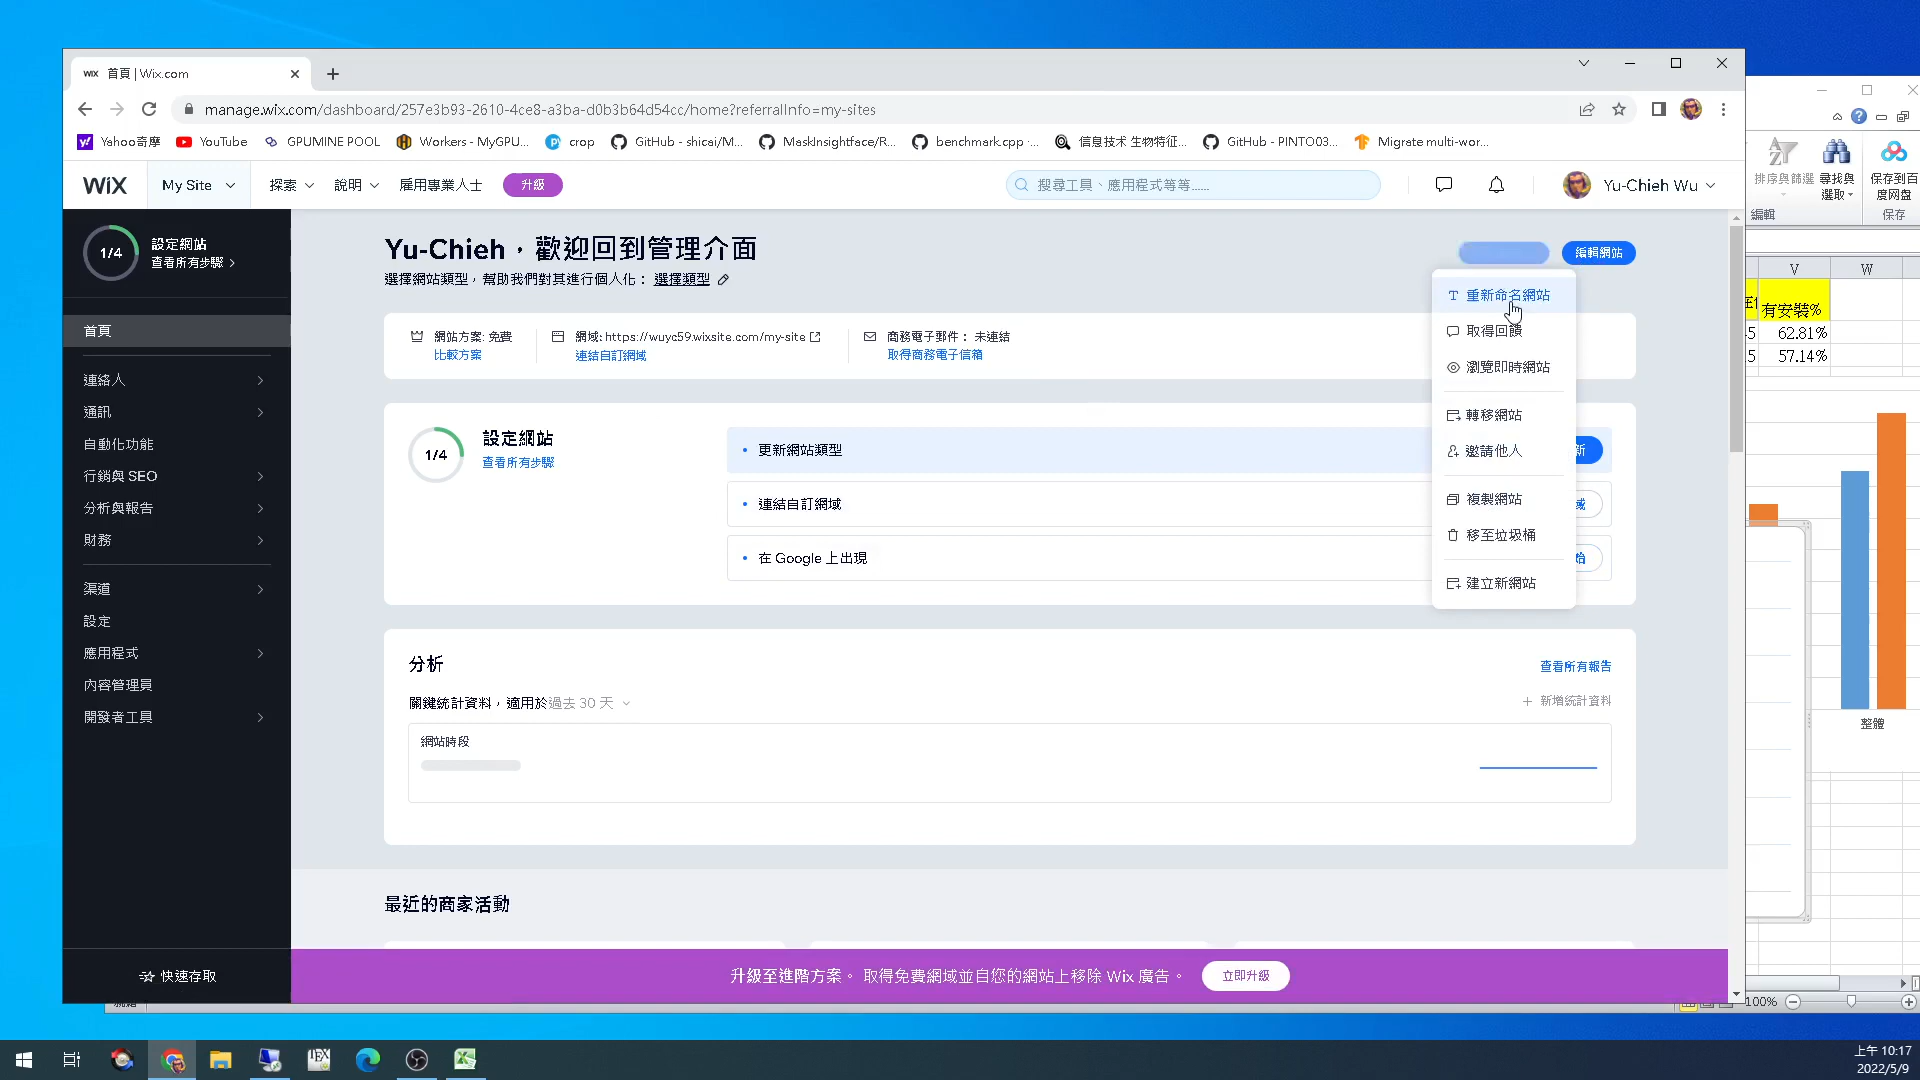 WIX 首頁 | Wix.com
manage.wix.com/dashboard/257e3b93-2610-4ce8-a3ba-d0b3b64d54cc/home?referralInfo=my-sites
Yahoo奇摩 YouTube GPUMINE POOL Workers - MyGPU... crop GitHub - shicai/M... MaskInsightface/R... benchmark.cpp ·... 信息技术 生物特征... GitHub - PINTO03... Migrate multi-wor...
WiX My Site 探索 說明 雇用專業人士 升級 搜尋工具、應用程式等等...... Yu-Chieh Wu
1/4 設定網站
查看所有步驟
首頁
連絡人
通訊
自動化功能
行銷與 SEO
分析與報告
財務
渠道
設定
應用程式
內容管理員
開發者工具
快速存取
Yu-Chieh，歡迎回到管理介面
選擇網站類型，幫助我們對其進行個人化： 選擇類型
編輯網站
網站方案: 免費
比較方案
網域: https://wuyc59.wixsite.com/my-site
連結自訂網域
商務電子郵件： 未連結
取得商務電子信箱
重新命名網站
取得回饋
瀏覽即時網站
轉移網站
邀請他人
複製網站
移至垃圾桶
建立新網站
1/4 設定網站
查看所有步驟
更新網站類型
新
連結自訂網域
域
在 Google 上出現
始
分析
查看所有報告
關鍵統計資料，適用於過去 30 天
新增統計資料
網站時段
最近的商家活動
升級至進階方案。 取得免費網域並自您的網站上移除 Wix 廣告。 立即升級
排序與篩選 尋找與
選取
保存到百
度网盘
編輯 保存
V W
有安裝%
5 62.81%
5 57.14%
整體
100%
上午 10:17
2022/5/9